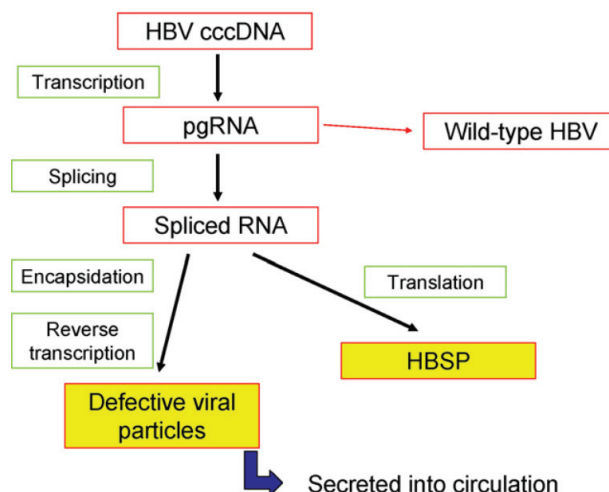 HBV cccDNA
Transcription
pgRNA
Wild-type HBV
Splicing
Spliced RNA
Encapsidation
Translation
Reverse
transcription
HBSP
Defective viral
particles
Secreted into circulation